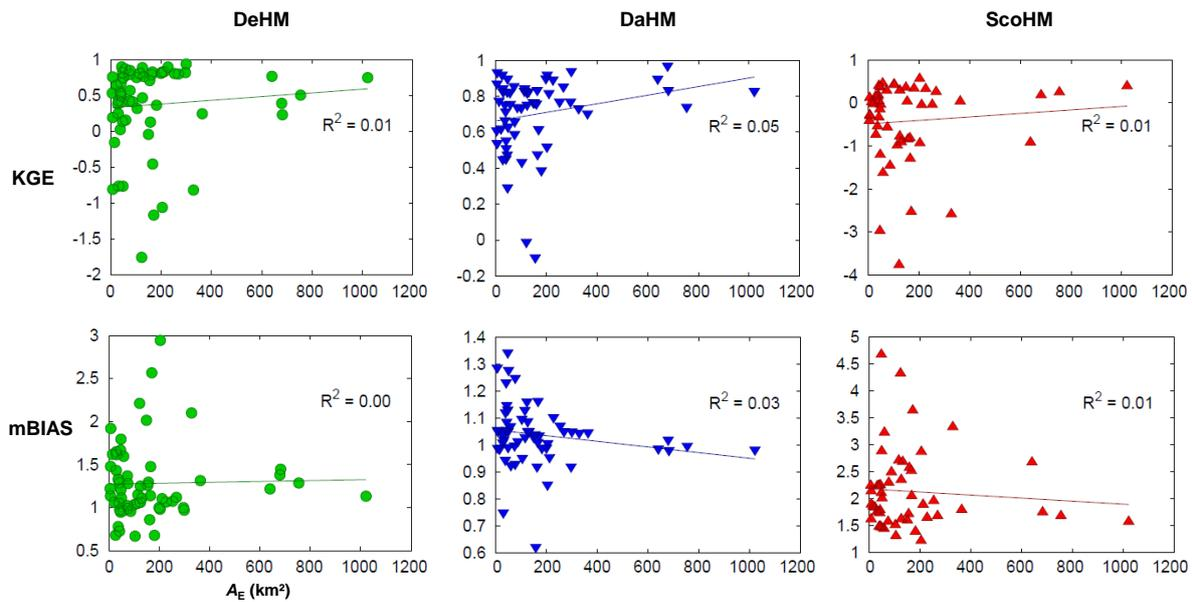 DeHM DaHM ScoHM
KGE
1
0.5
0
-0.5
-1
-1.5
-2
0 200 400 600 800 1000 1200
R² = 0.01
1
0.8
0.6
0.4
0.2
0
-0.2
0 200 400 600 800 1000 1200
R² = 0.05
1
0
-1
-2
-3
-4
0 200 400 600 800 1000 1200
R² = 0.01
mBIAS
3
2.5
2
1.5
1
0.5
0 200 400 600 800 1000 1200
R² = 0.00
AE (km²)
1.4
1.3
1.2
1.1
1
0.9
0.8
0.7
0.6
0 200 400 600 800 1000 1200
R² = 0.03
5
4.5
4
3.5
3
2.5
2
1.5
1
0 200 400 600 800 1000 1200
R² = 0.01